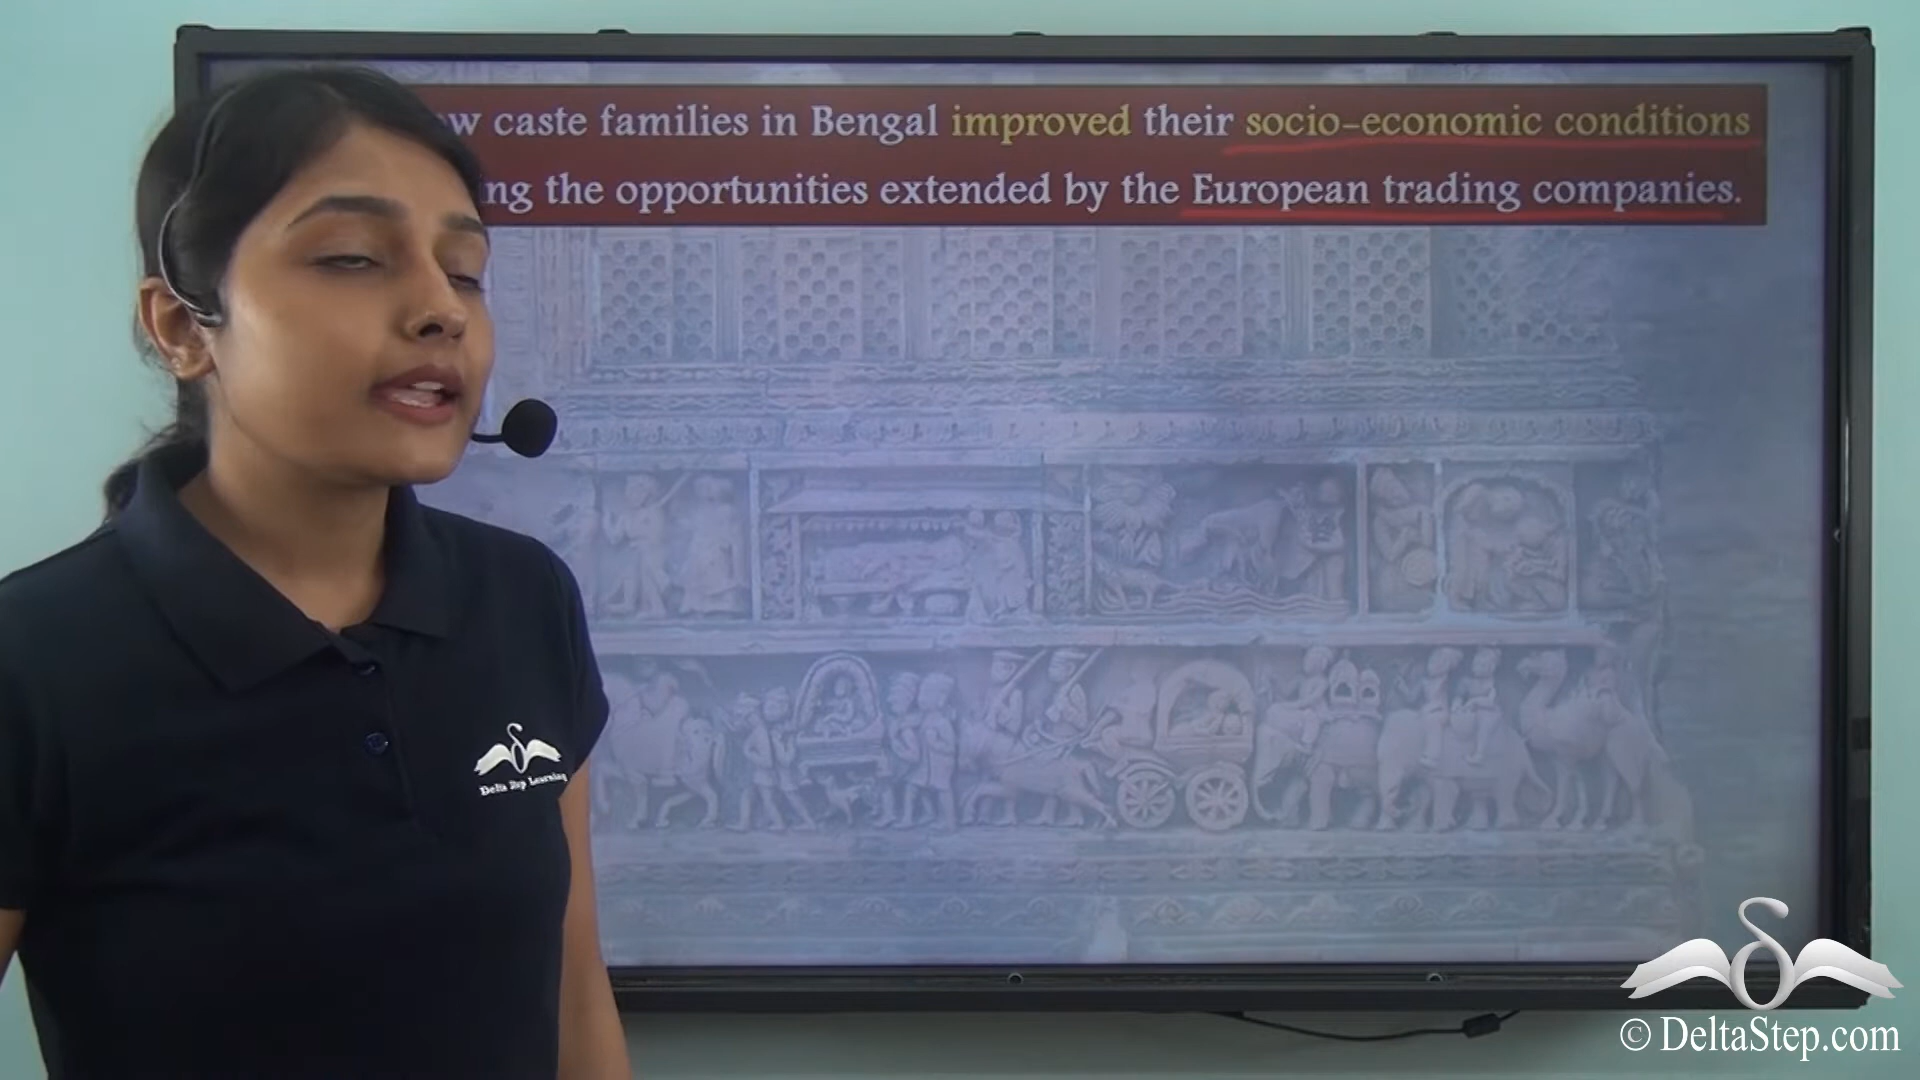 caste families in Bengal improved their socio-economic conditions
the opportunities extended by the European trading companies.
Delta Step Learning
© DeltaStep.com